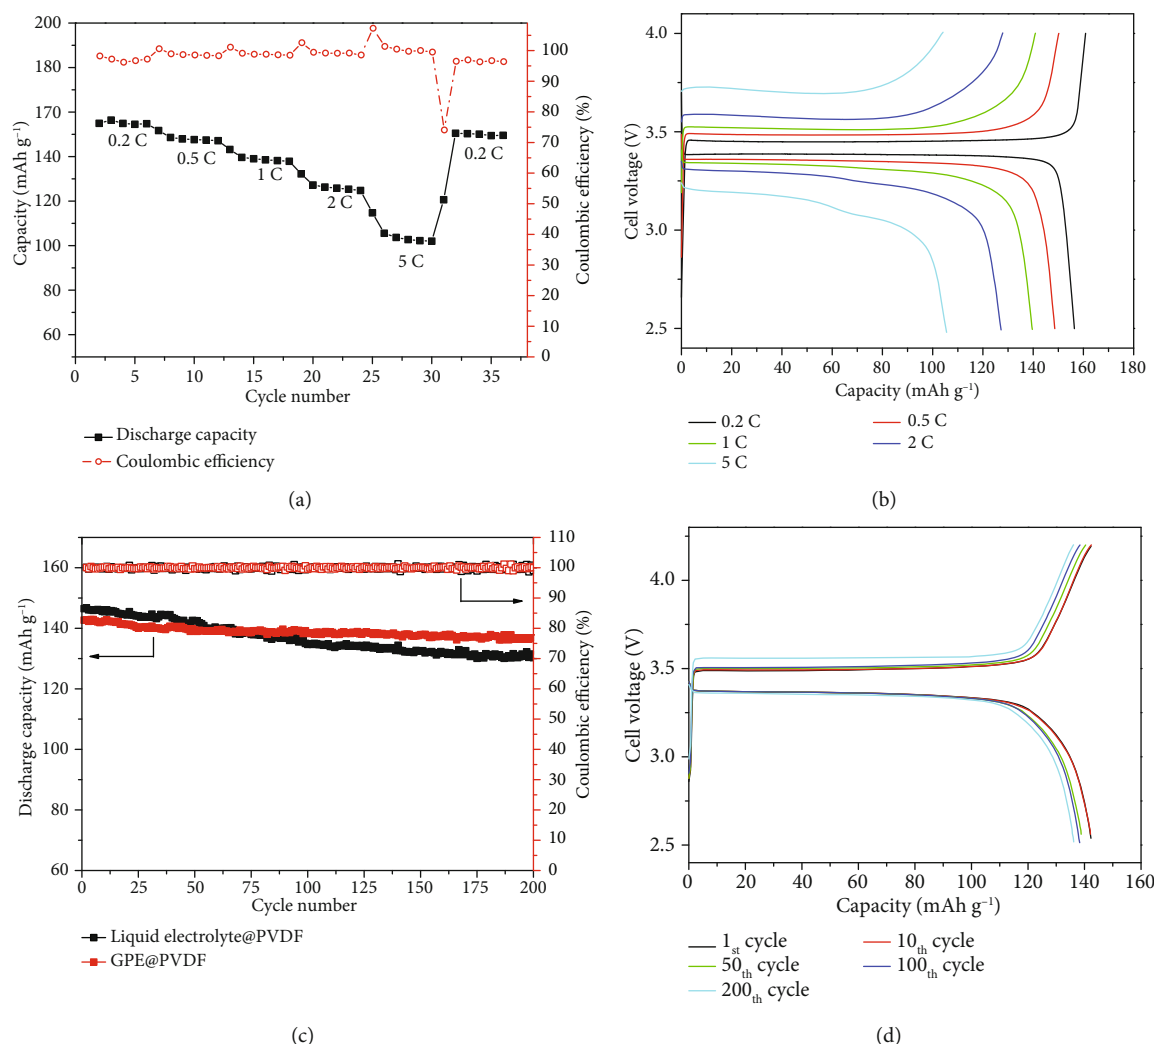 200
180
160
140
120
100
80
60
Capacity (mAh g⁻¹)
0.2 C
0.5 C
1 C
2 C
5 C
0.2 C
100
90
80
70
60
50
40
30
20
10
0
Coulombic efficiency (%)
0 5 10 15 20 25 30 35
Cycle number
Discharge capacity
Coulombic efficiency
(a)
4.0
3.5
3.0
2.5
Cell voltage (V)
0 20 40 60 80 100 120 140 160 180
Capacity (mAh g⁻¹)
0.2 C 0.5 C
1 C 2 C
5 C
(b)
160
140
130
100
80
60
Discharge capacity (mAh g⁻¹)
110
100
90
80
70
60
50
40
30
20
10
0
Coulombic efficiency (%)
0 25 50 75 100 125 150 175 200
Cycle number
Liquid electrolyte@PVDF
GPE@PVDF
(c)
4.0
3.5
3.0
2.5
Cell voltage (V)
0 20 40 60 80 100 120 140 160
Capacity (mAh g⁻¹)
1st cycle 10th cycle
50th cycle 100th cycle
200th cycle
(d)